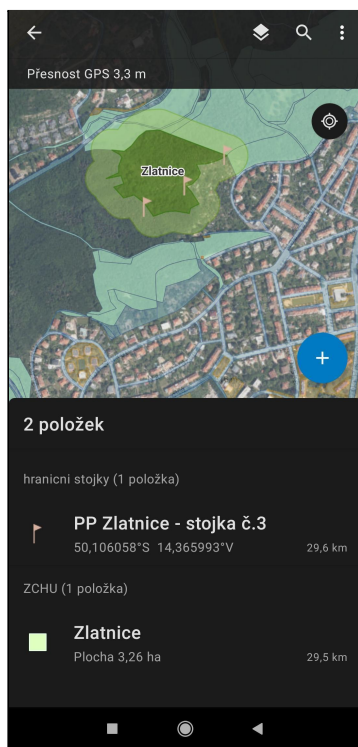 Přesnost GPS 3,3 m
Zlatnice
2 položek
hranicni stojky (1 položka)
PP Zlatnice - stojka č.3
50,106058°S 14,365993°V
29,6 km
ZCHU (1 položka)
Zlatnice
Plocha 3,26 ha
29,5 km